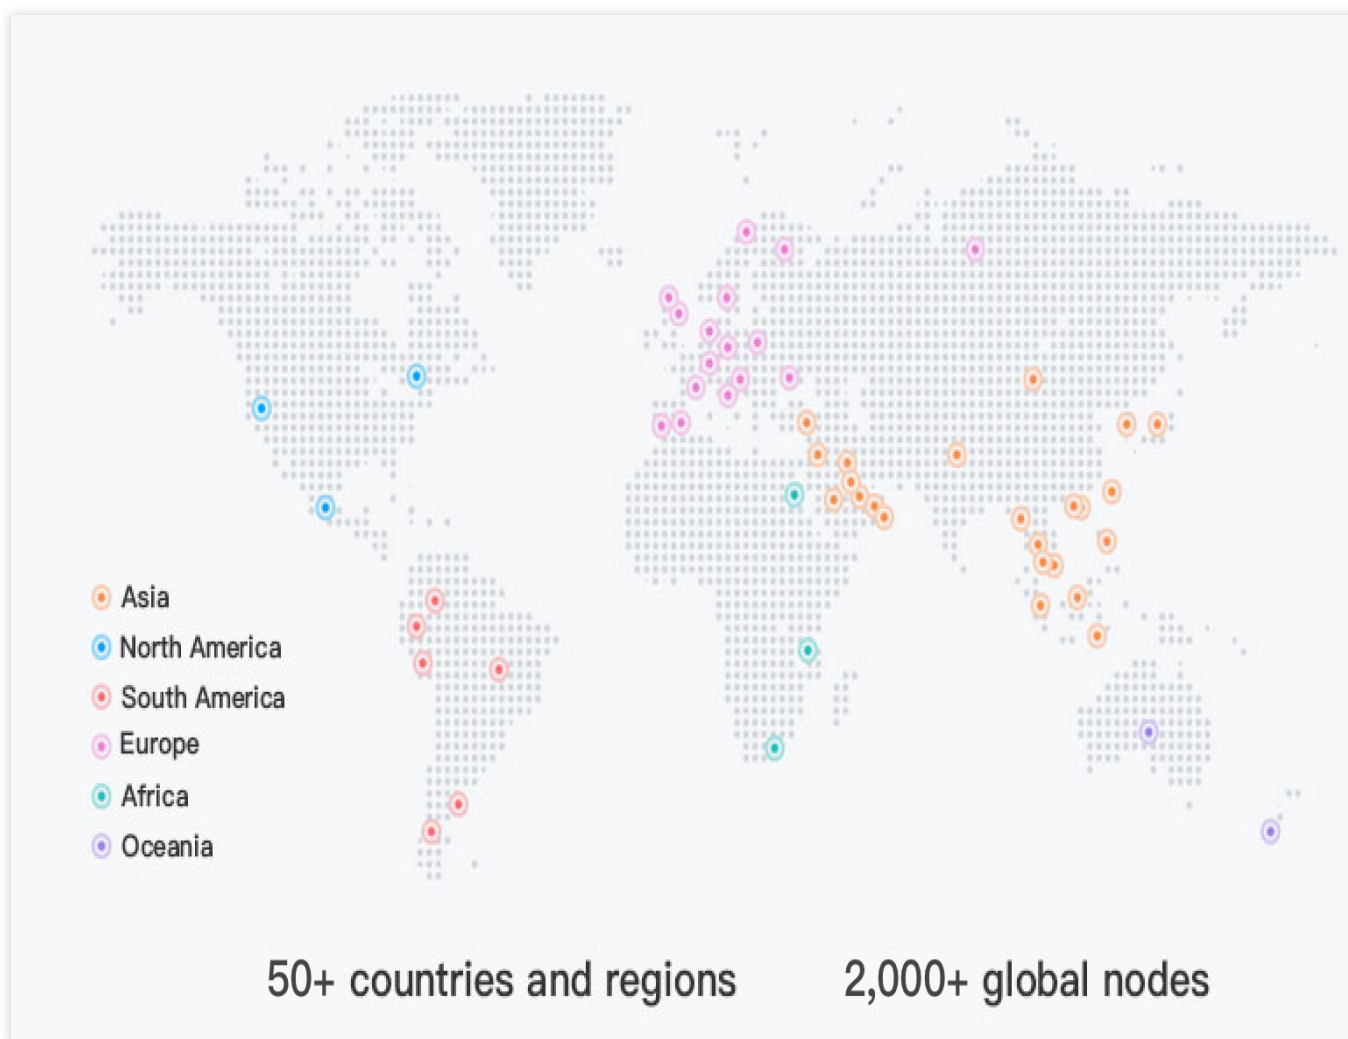 Asia
North America
South America
Europe
Africa
Oceania
50+ countries and regions
2,000+ global nodes